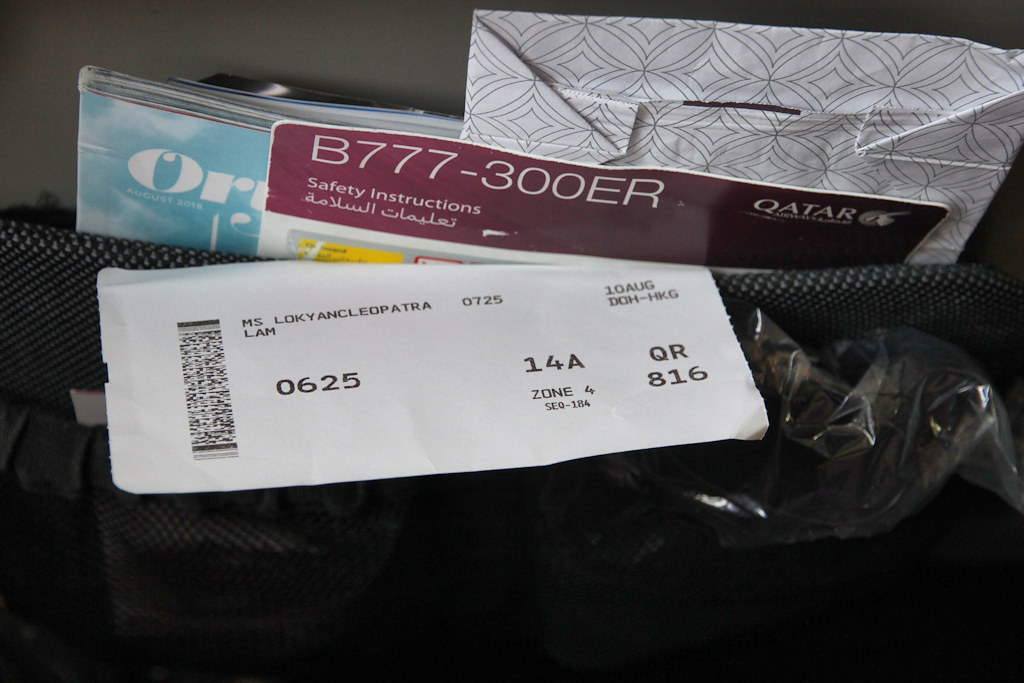 Ory
AUGUST 2018
B777-300ER
Safety Instructions
تعليمات السلامة
QATAR
MS LOKYANCLEOPATRA 0725
LAM
10AUG
DOH-HKG
0625
14A
ZONE 4
SEQ-184
QR
816